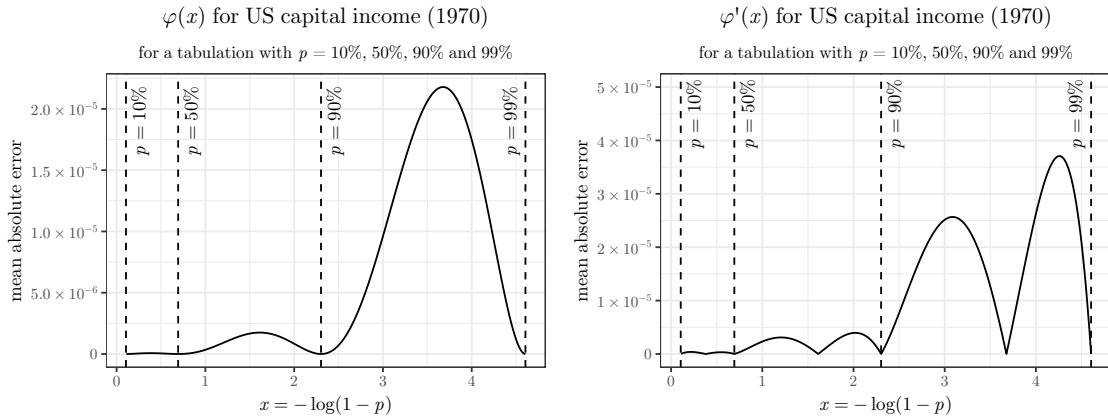 φ(x) for US capital income (1970)
for a tabulation with p = 10%, 50%, 90% and 99%
mean absolute error
2.0 × 10⁻⁵
1.5 × 10⁻⁵
1.0 × 10⁻⁵
5.0 × 10⁻⁶
0
p = 10%
p = 50%
p = 90%
p = 99%
0 1 2 3 4
x = − log(1 − p)
φ'(x) for US capital income (1970)
for a tabulation with p = 10%, 50%, 90% and 99%
mean absolute error
5 × 10⁻⁵
4 × 10⁻⁵
3 × 10⁻⁵
2 × 10⁻⁵
1 × 10⁻⁵
0
p = 10%
p = 50%
p = 90%
p = 99%
0 1 2 3 4
x = − log(1 − p)